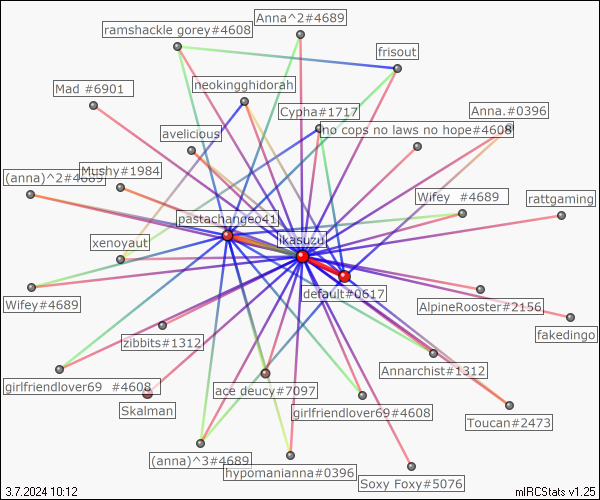 Anna^2#4689
ramshackle gorey#4608
frisout
neokingghidorah
Mad #6901
Cypha#1717
Anna.#0396
no cops no laws no hope#4608
avelicious
(anna)^2#4689
Mushy#1984
Wifey #4689
rattgaming
pastachangeo41
ikasuzu
xenoyaut
default#0617
Wifey#4689
AlpineRooster#2156
fakedingo
zibbits#1312
Annarchist#1312
girlfriendlover69 #4608
ace deucy#7097
Skalman
girlfriendlover69#4608
Toucan#2473
(anna)^3#4689
hypomanianna#0396
Soxy Foxy#5076
3.7.2024 10:12
mIRCStats v1.25